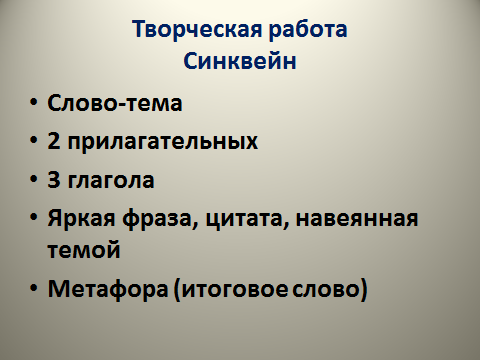 Творческая работа
Синквейн
• Слово-тема
• 2 прилагательных
• 3 глагола
• Яркая фраза, цитата, навеянная
темой
• Метафора (итоговое слово)